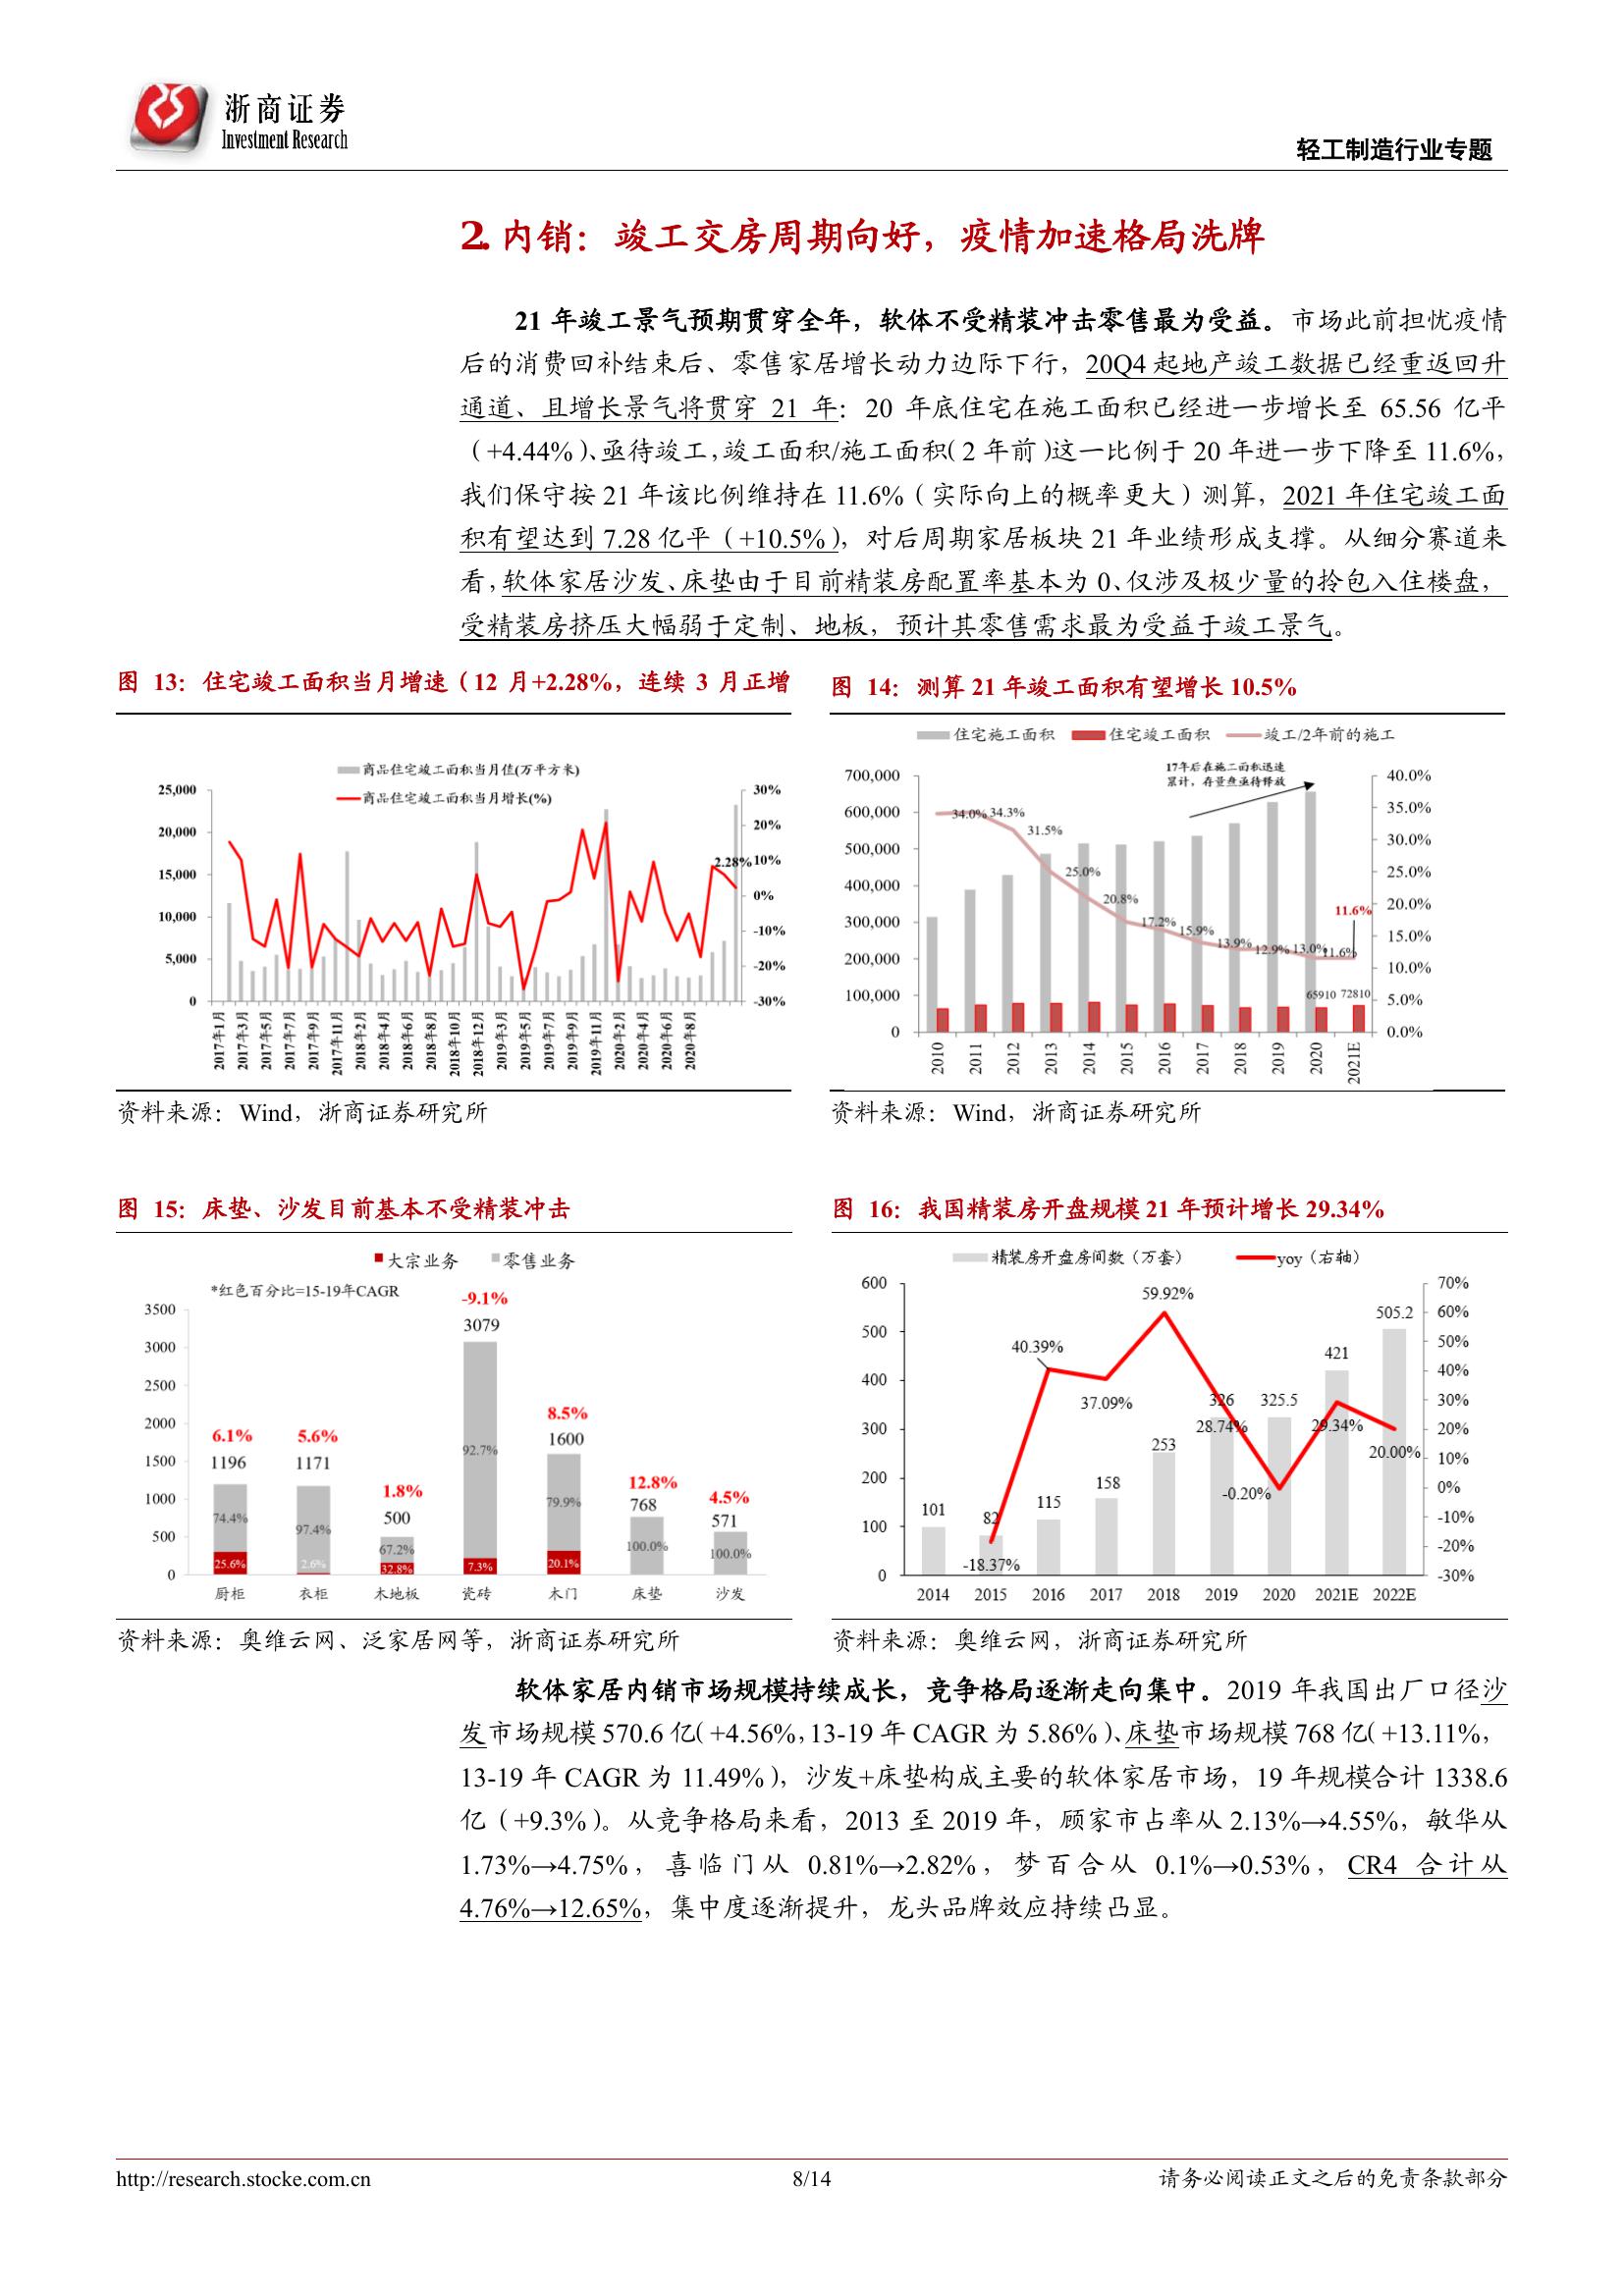 浙商证券
Investment Research
轻工制造行业专题
2. 内销：竣工交房周期向好，疫情加速格局洗牌
21 年竣工景气预期贯穿全年，软体不受精装冲击零售最为受益。市场此前担忧疫情
后的消费回补结束后、零售家居增长动力边际下行，20Q4 起地产竣工数据已经重返回升
通道、且增长景气将贯穿 21 年：20 年底住宅在施工面积已经进一步增长至 65.56 亿平
（+4.44%）、亟待竣工，竣工面积/施工面积（2 年前）这一比例于 20 年进一步下降至 11.6%，
我们保守按 21 年该比例维持在 11.6%（实际向上的概率更大）测算，2021 年住宅竣工面
积有望达到 7.28 亿平（+10.5%），对后周期家居板块 21 年业绩形成支撑。从细分赛道来
看，软体家居沙发、床垫由于目前精装房配置率基本为 0、仅涉及极少量的拎包入住楼盘，
受精装房挤压大幅弱于定制、地板，预计其零售需求最为受益于竣工景气。
图 13：住宅竣工面积当月增速（12 月+2.28%，连续 3 月正增
商品住宅竣工面积当月值(万平方米)
商品住宅竣工面积当月增长(%)
25,000
20,000
15,000
10,000
5,000
0
30%
20%
10%
0%
-10%
-20%
-30%
2.28%
2017年1月
2017年3月
2017年5月
2017年7月
2017年9月
2017年11月
2018年2月
2018年4月
2018年6月
2018年8月
2018年10月
2018年12月
2019年3月
2019年5月
2019年7月
2019年9月
2019年11月
2020年2月
2020年4月
2020年6月
2020年8月
资料来源：Wind，浙商证券研究所
图 14：测算 21 年竣工面积有望增长 10.5%
住宅施工面积 住宅竣工面积 竣工/2年前的施工
17年后在施工面积迅速
累计，存量盘亟待释放
700,000
600,000
500,000
400,000
300,000
200,000
100,000
0
40.0%
35.0%
30.0%
25.0%
20.0%
15.0%
10.0%
5.0%
0.0%
34.0%
34.3%
31.5%
25.0%
20.8%
17.2%
15.9%
13.9%
12.9%
13.0%
11.6%
11.6%
65910
72810
2010
2011
2012
2013
2014
2015
2016
2017
2018
2019
2020
2021E
资料来源：Wind，浙商证券研究所
图 15：床垫、沙发目前基本不受精装冲击
大宗业务 零售业务
*红色百分比=15-19年CAGR
3500
3000
2500
2000
1500
1000
500
0
6.1%
1196
74.4%
25.6%
厨柜
5.6%
1171
97.4%
2.6%
衣柜
1.8%
500
67.2%
32.8%
木地板
-9.1%
3079
92.7%
7.3%
瓷砖
8.5%
1600
79.9%
20.1%
木门
12.8%
768
100.0%
床垫
4.5%
571
100.0%
沙发
资料来源：奥维云网、泛家居网等，浙商证券研究所
图 16：我国精装房开盘规模 21 年预计增长 29.34%
精装房开盘房间数（万套） yoy（右轴）
600
500
400
300
200
100
0
70%
60%
50%
40%
30%
20%
10%
0%
-10%
-20%
-30%
101
82
115
158
253
326
325.5
421
505.2
-18.37%
40.39%
37.09%
59.92%
28.74%
-0.20%
29.34%
20.00%
2014 2015 2016 2017 2018 2019 2020 2021E 2022E
资料来源：奥维云网，浙商证券研究所
软体家居内销市场规模持续成长，竞争格局逐渐走向集中。2019 年我国出厂口径沙
发市场规模 570.6 亿（+4.56%，13-19 年 CAGR 为 5.86%）、床垫市场规模 768 亿（+13.11%，
13-19 年 CAGR 为 11.49%），沙发+床垫构成主要的软体家居市场，19 年规模合计 1338.6
亿（+9.3%）。从竞争格局来看，2013 至 2019 年，顾家市占率从 2.13%→4.55%，敏华从
1.73%→4.75%，喜临门从 0.81%→2.82%，梦百合从 0.1%→0.53%，CR4 合计从
4.76%→12.65%，集中度逐渐提升，龙头品牌效应持续凸显。
http://research.stocke.com.cn
8/14
请务必阅读正文之后的免责条款部分